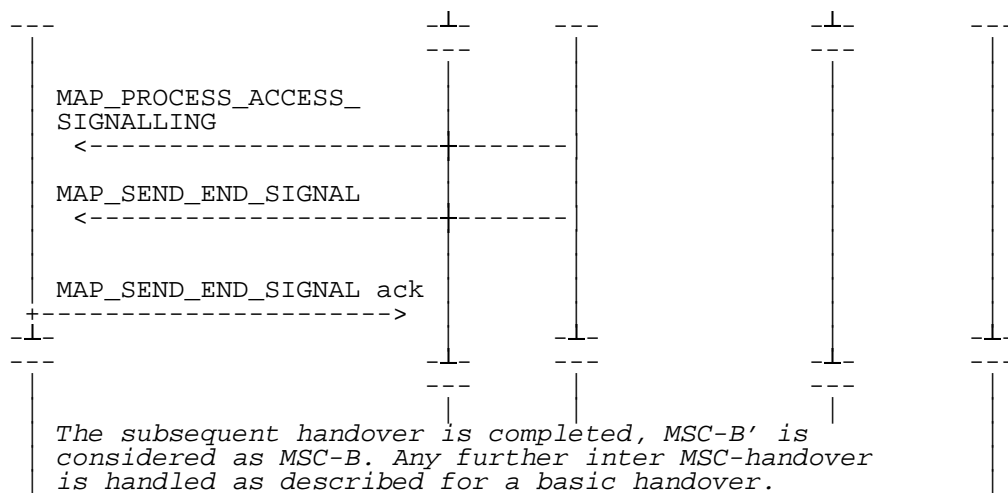 MAP_PROCESS_ACCESS_
SIGNALLING
MAP_SEND_END_SIGNAL
MAP_SEND_END_SIGNAL ack
The subsequent handover is completed, MSC-B' is
considered as MSC-B. Any further inter MSC-handover
is handled as described for a basic handover.